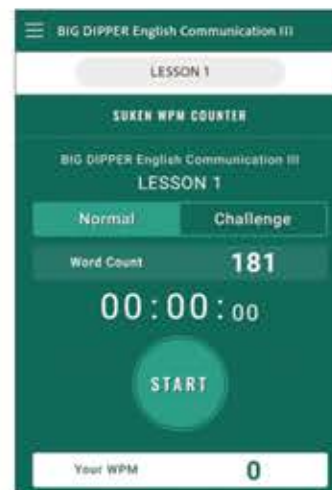 BIG DIPPER English Communication III
LESSON 1
SUKEN WPM COUNTER
BIG DIPPER English Communication III
LESSON 1
Normal Challenge
Word Count 181
00:00:00
START
Your WPM 0